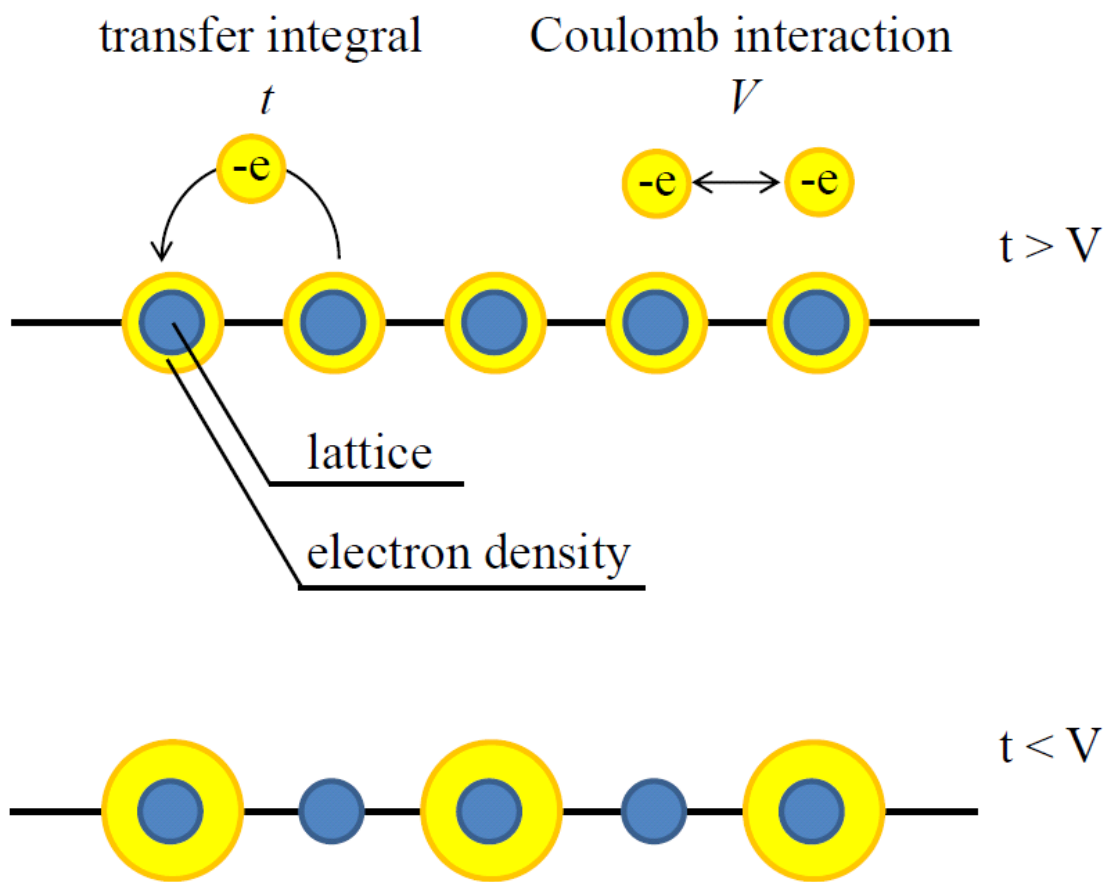 transfer integral
t
Coulomb interaction
V
-e
-e
-e
t > V
lattice
electron density
t < V